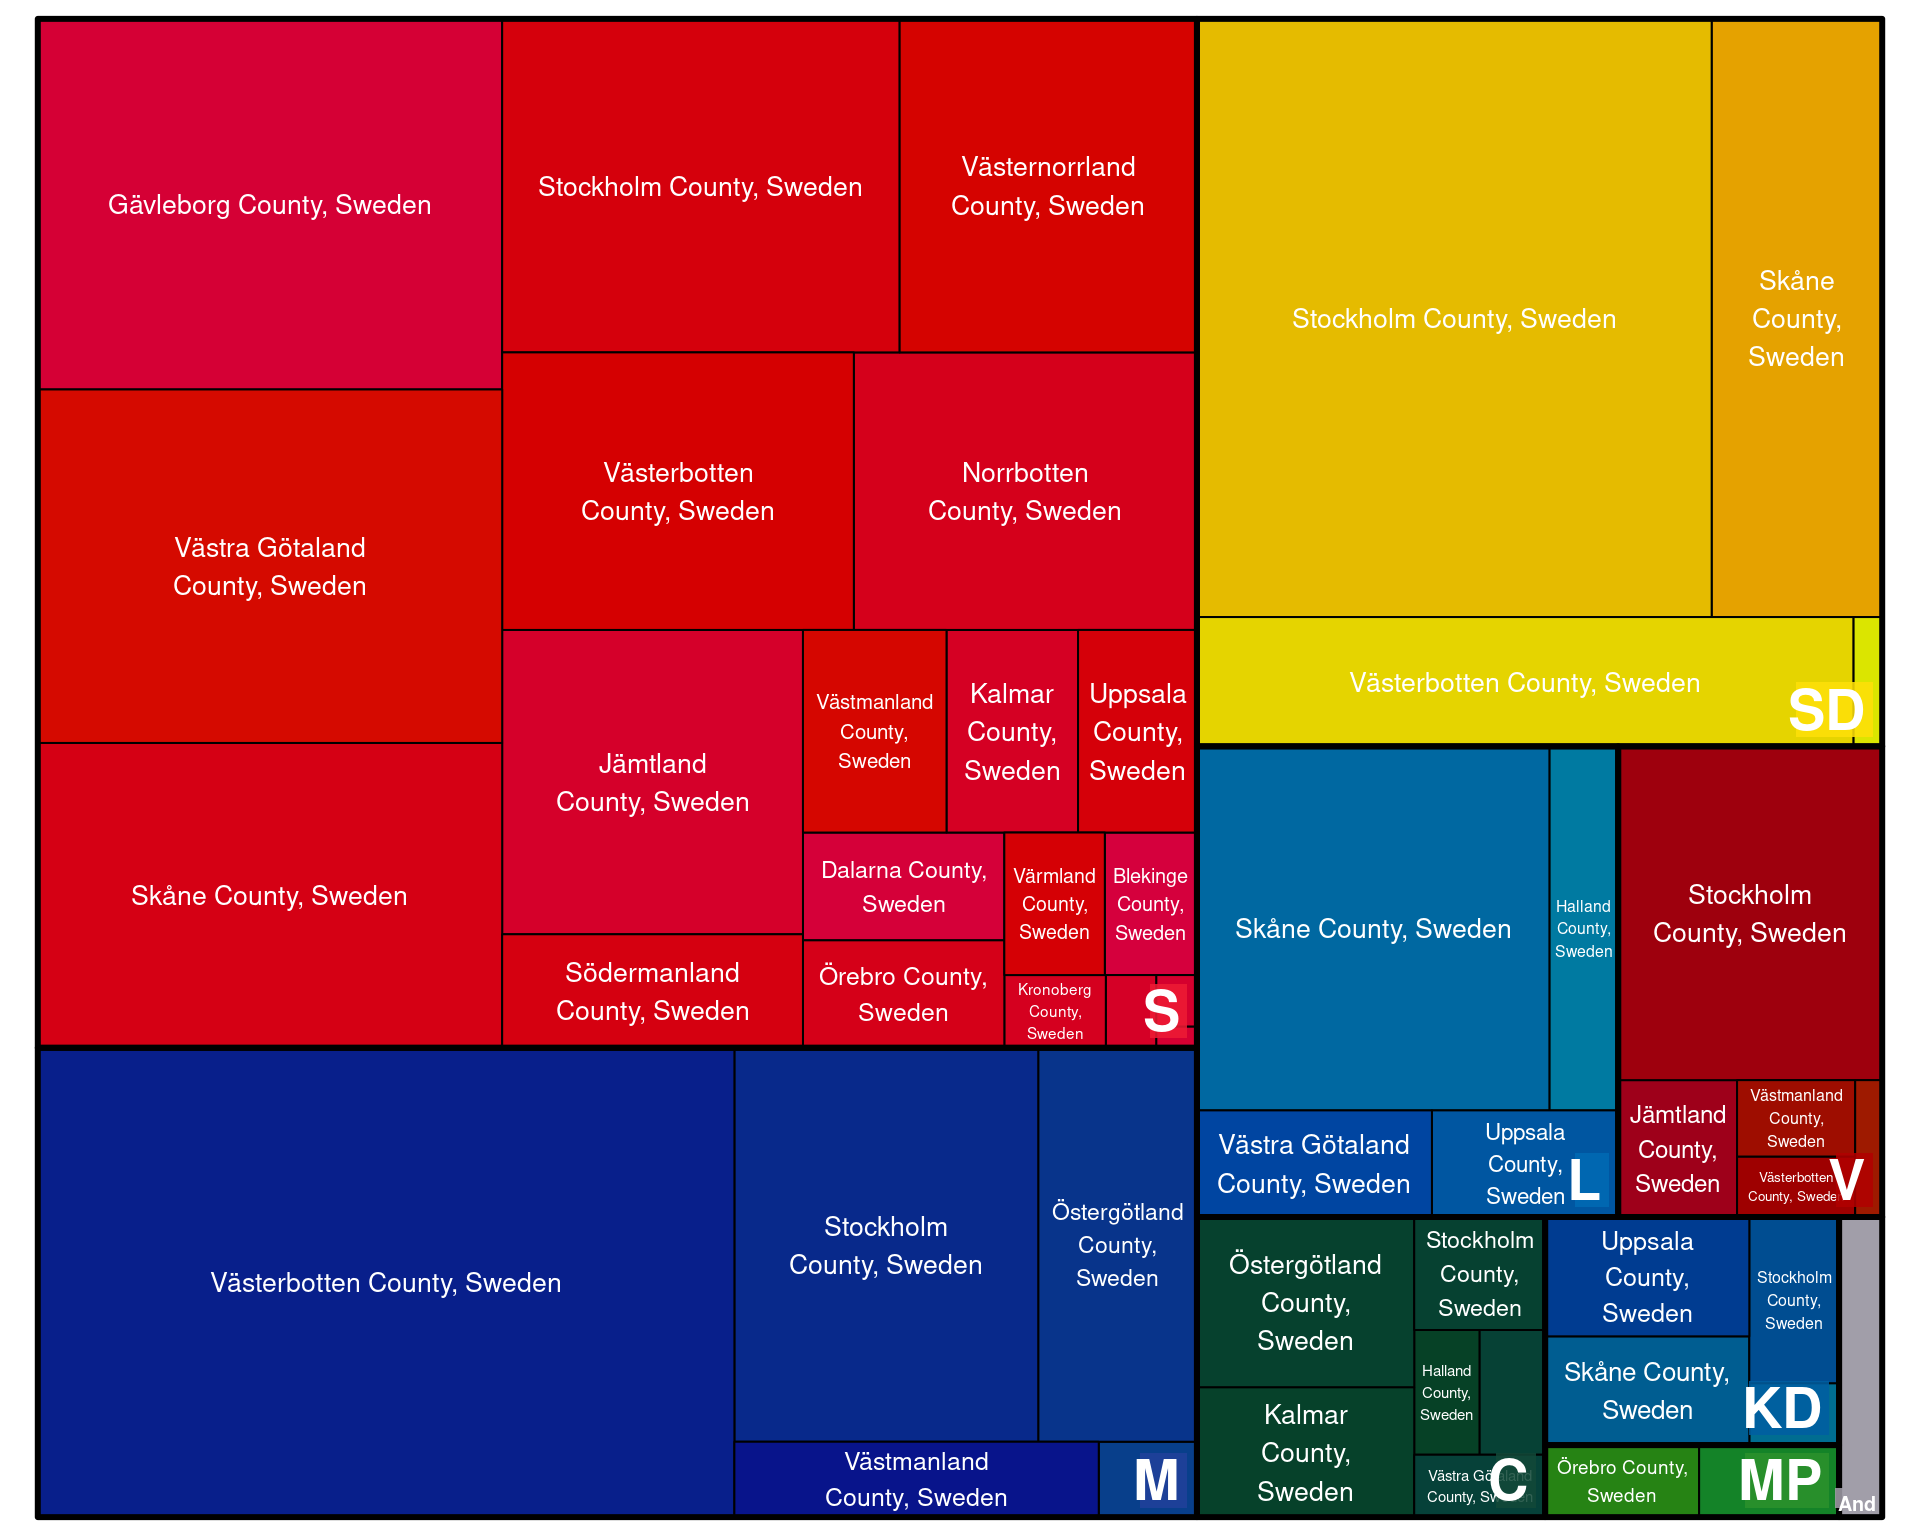 Gävleborg County, Sweden
Stockholm County, Sweden
Västernorrland
County, Sweden
Västra Götaland
County, Sweden
Västerbotten
County, Sweden
Norrbotten
County, Sweden
Skåne County, Sweden
Jämtland
County, Sweden
Västmanland
County,
Sweden
Kalmar
County,
Sweden
Uppsala
County,
Sweden
Dalarna County,
Sweden
Värmland
County,
Sweden
Blekinge
County,
Sweden
Södermanland
County, Sweden
Örebro County,
Sweden
Kronoberg
County,
Sweden
S
Stockholm County, Sweden
Skåne
County,
Sweden
Västerbotten County, Sweden
SD
Västerbotten County, Sweden
Stockholm
County, Sweden
Östergötland
County,
Sweden
Västmanland
County, Sweden
M
Skåne County, Sweden
Halland
County,
Sweden
Västra Götaland
County, Sweden
Uppsala
County,
Sweden
L
Stockholm
County, Sweden
Jämtland
County,
Sweden
Västmanland
County,
Sweden
Västerbotten
County, Sweden
V
Östergötland
County,
Sweden
Stockholm
County,
Sweden
Kalmar
County,
Sweden
Halland
County,
Sweden
Västra Götaland
County, Sweden
C
Uppsala
County,
Sweden
Stockholm
County,
Sweden
Skåne County,
Sweden
KD
Örebro County,
Sweden
MP
And